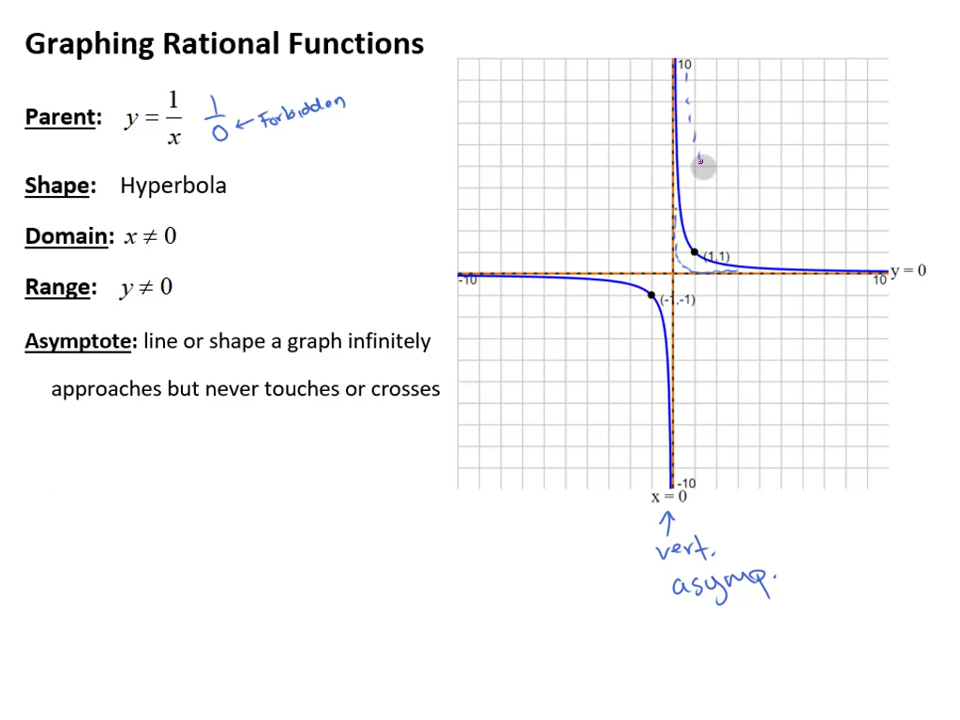 Graphing Rational Functions
Parent: y = 1/x 1/0 ← Forbidden
Shape: Hyperbola
Domain: x ≠ 0
Range: y ≠ 0
Asymptote: line or shape a graph infinitely
approaches but never touches or crosses
10
(1,1)
y = 0
-10
10
(-1,-1)
-10
x = 0
↑
vert.
asymp.